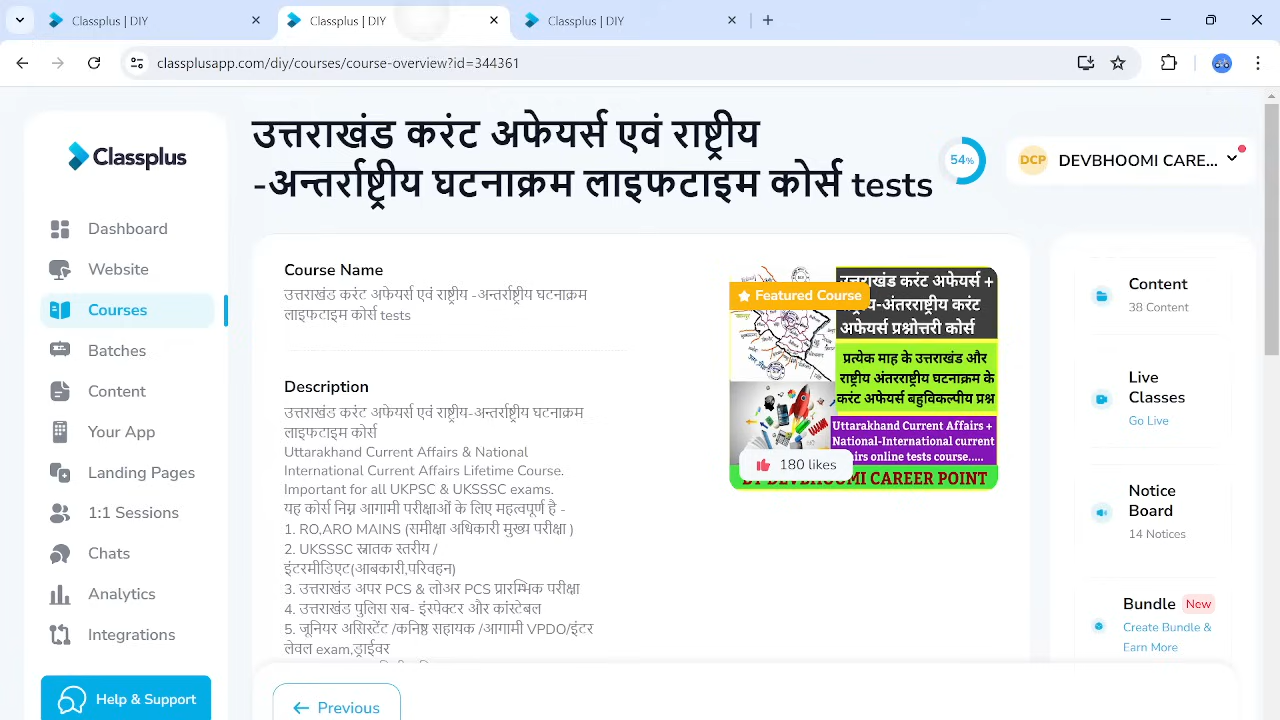 Classplus | DIY
Classplus | DIY
Classplus | DIY
classplusapp.com/diy/courses/course-overview?id=344361
Classplus
Dashboard
Website
Courses
Batches
Content
Your App
Landing Pages
1:1 Sessions
Chats
Analytics
Integrations
Help & Support
उत्तराखंड करंट अफेयर्स एवं राष्ट्रीय
-अन्तर्राष्ट्रीय घटनाक्रम लाइफटाइम कोर्स tests
54%
DCP DEVBHOOMI CARE...
Course Name
उत्तराखंड करंट अफेयर्स एवं राष्ट्रीय -अन्तर्राष्ट्रीय घटनाक्रम
लाइफटाइम कोर्स tests
Description
उत्तराखंड करंट अफेयर्स एवं राष्ट्रीय-अन्तर्राष्ट्रीय घटनाक्रम
लाइफटाइम कोर्स
Uttarakhand Current Affairs & National
International Current Affairs Lifetime Course.
Important for all UKPSC & UKSSSC exams.
यह कोर्स निम्न आगामी परीक्षाओं के लिए महत्वपूर्ण है -
1. RO,ARO MAINS (समीक्षा अधिकारी मुख्य परीक्षा )
2. UKSSSC स्नातक स्तरीय /
इंटरमीडिएट(आबकारी,परिवहन)
3. उत्तराखंड अपर PCS & लोअर PCS प्रारम्भिक परीक्षा
4. उत्तराखंड पुलिस सब- इंस्पेक्टर और कांस्टेबल
5. जूनियर असिस्टेंट /कनिष्ठ सहायक /आगामी VPDO/इंटर
लेवल exam,ड्राईवर
Featured Course
उत्तराखंड करंट अफेयर्स +
राष्ट्रीय-अंतरराष्ट्रीय करंट
अफेयर्स प्रश्नोत्तरी कोर्स
प्रत्येक माह के उत्तराखंड और
राष्ट्रीय अंतरराष्ट्रीय घटनाक्रम के
करंट अफेयर्स बहुविकल्पीय प्रश्न
Uttarakhand Current Affairs +
National-International current
affairs online tests course.....
180 likes
BY DEVBHOOMI CAREER POINT
Content
38 Content
Live
Classes
Go Live
Notice
Board
14 Notices
Bundle New
Create Bundle &
Earn More
Previous